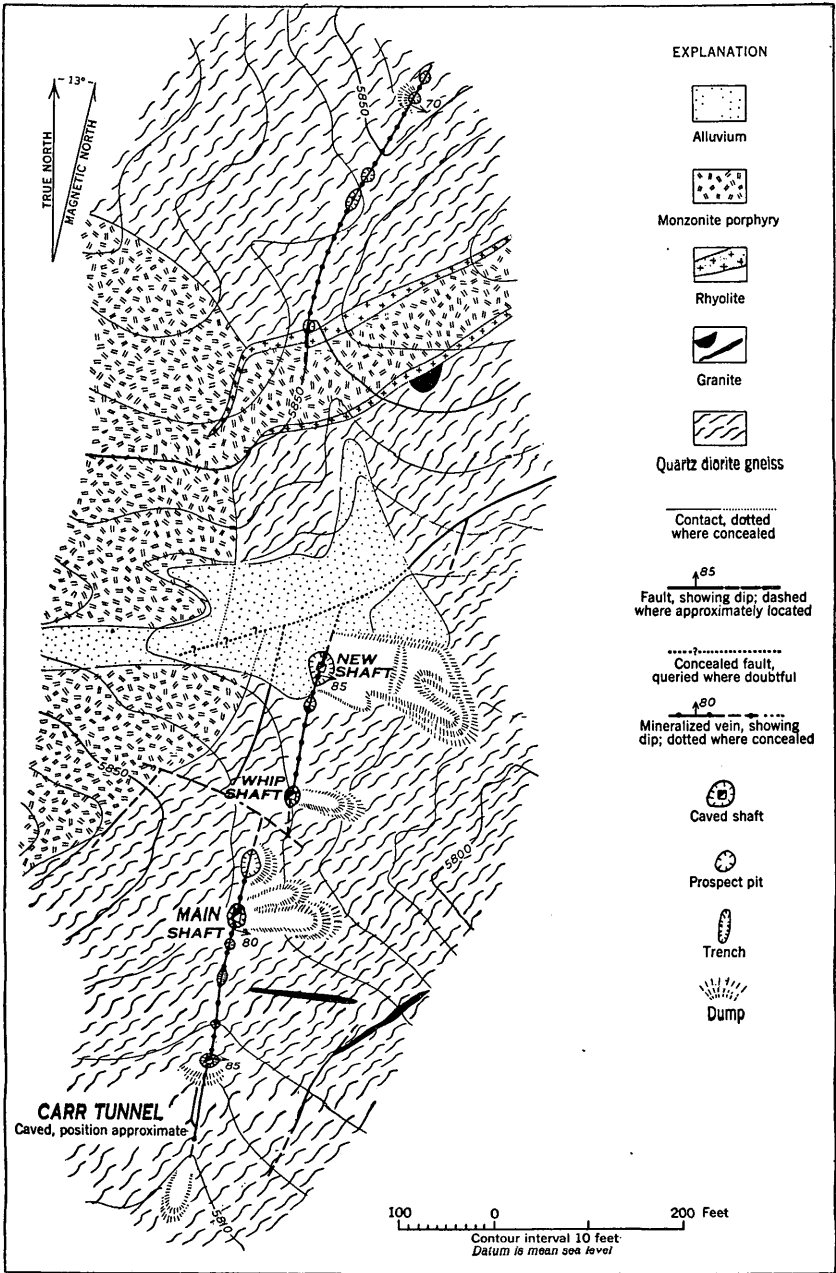 EXPLANATION
Alluvium
Monzonite porphyry
Rhyolite
Granite
Quartz diorite gneiss
Contact, dotted
where concealed
85
Fault, showing dip; dashed
where approximately located
?
Concealed fault,
queried where doubtful
80
Mineralized vein, showing
dip; dotted where concealed
Caved shaft
Prospect pit
Trench
Dump
13°
TRUE NORTH
MAGNETIC NORTH
5850
70
5850
?
?
?
NEW
SHAFT
85
5850
WHIP
SHAFT
5800
MAIN
SHAFT
80
85
CARR TUNNEL
Caved, position approximate
5810
100 0 200 Feet
Contour interval 10 feet
Datum is mean sea level